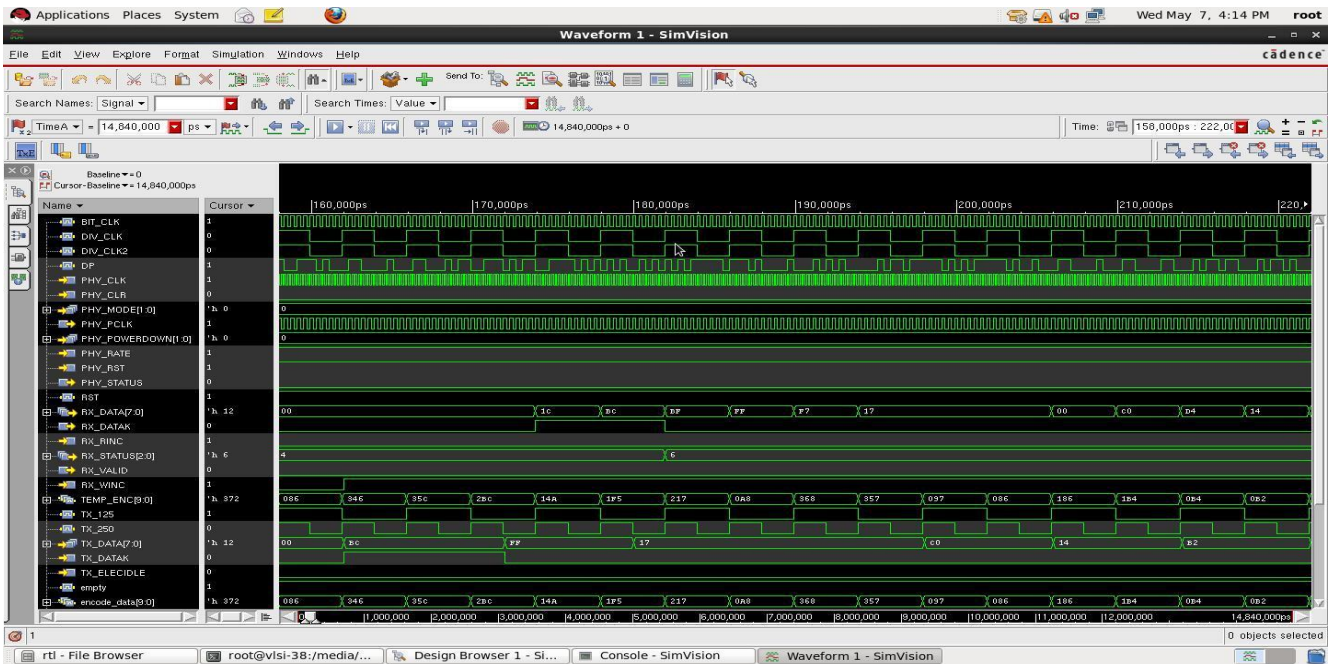 Applications Places System Wed May 7, 4:14 PM root
Waveform 1 - SimVision
File Edit View Explore Format Simulation Windows Help cādence
Send To:
Search Names: Signal Search Times: Value
TimeA = 14,840,000 ps 14,840,000ps + 0 Time: 158,000ps : 222,00
TxE
Baseline = 0
Cursor-Baseline = 14,840,000ps
Name Cursor 160,000ps 170,000ps 180,000ps 190,000ps 200,000ps 210,000ps 220,
BIT_CLK 1
DIV_CLK 0
DIV_CLK2 0
DP 1
PHY_CLK 1
PHY_CLR 0
PHY_MODE[1:0] 'h 0 0
PHY_PCLK 1
PHY_POWERDOWN[1:0] 'h 0 0
PHY_RATE 1
PHY_RST 1
PHY_STATUS 0
RST 1
RX_DATA[7:0] 'h 12 00 1C BC BF FF F7 17 00 C0 D4 14
RX_DATAK 0
RX_RINC 1
RX_STATUS[2:0] 'h 6 4 6
RX_VALID 0
RX_WINC 1
TEMP_ENC[9:0] 'h 372 086 346 35C 2BC 14A 1F5 217 0A8 368 357 097 086 186 1B4 0B4 0B2
TX_125 1
TX_250 0
TX_DATA[7:0] 'h 12 00 BC FF 17 C0 14 B2
TX_DATAK 0
TX_ELECIDLE 0
empty 1
encode_data[9:0] 'h 372 086 346 35C 2BC 14A 1F5 217 0A8 368 357 097 086 186 1B4 0B4 0B2
0 1,000,000 2,000,000 3,000,000 4,000,000 5,000,000 6,000,000 7,000,000 8,000,000 9,000,000 10,000,000 11,000,000 12,000,000 14,840,000ps
1 0 objects selected
rtl - File Browser root@vlsi-38:/media/... Design Browser 1 - Si... Console - SimVision Waveform 1 - SimVision